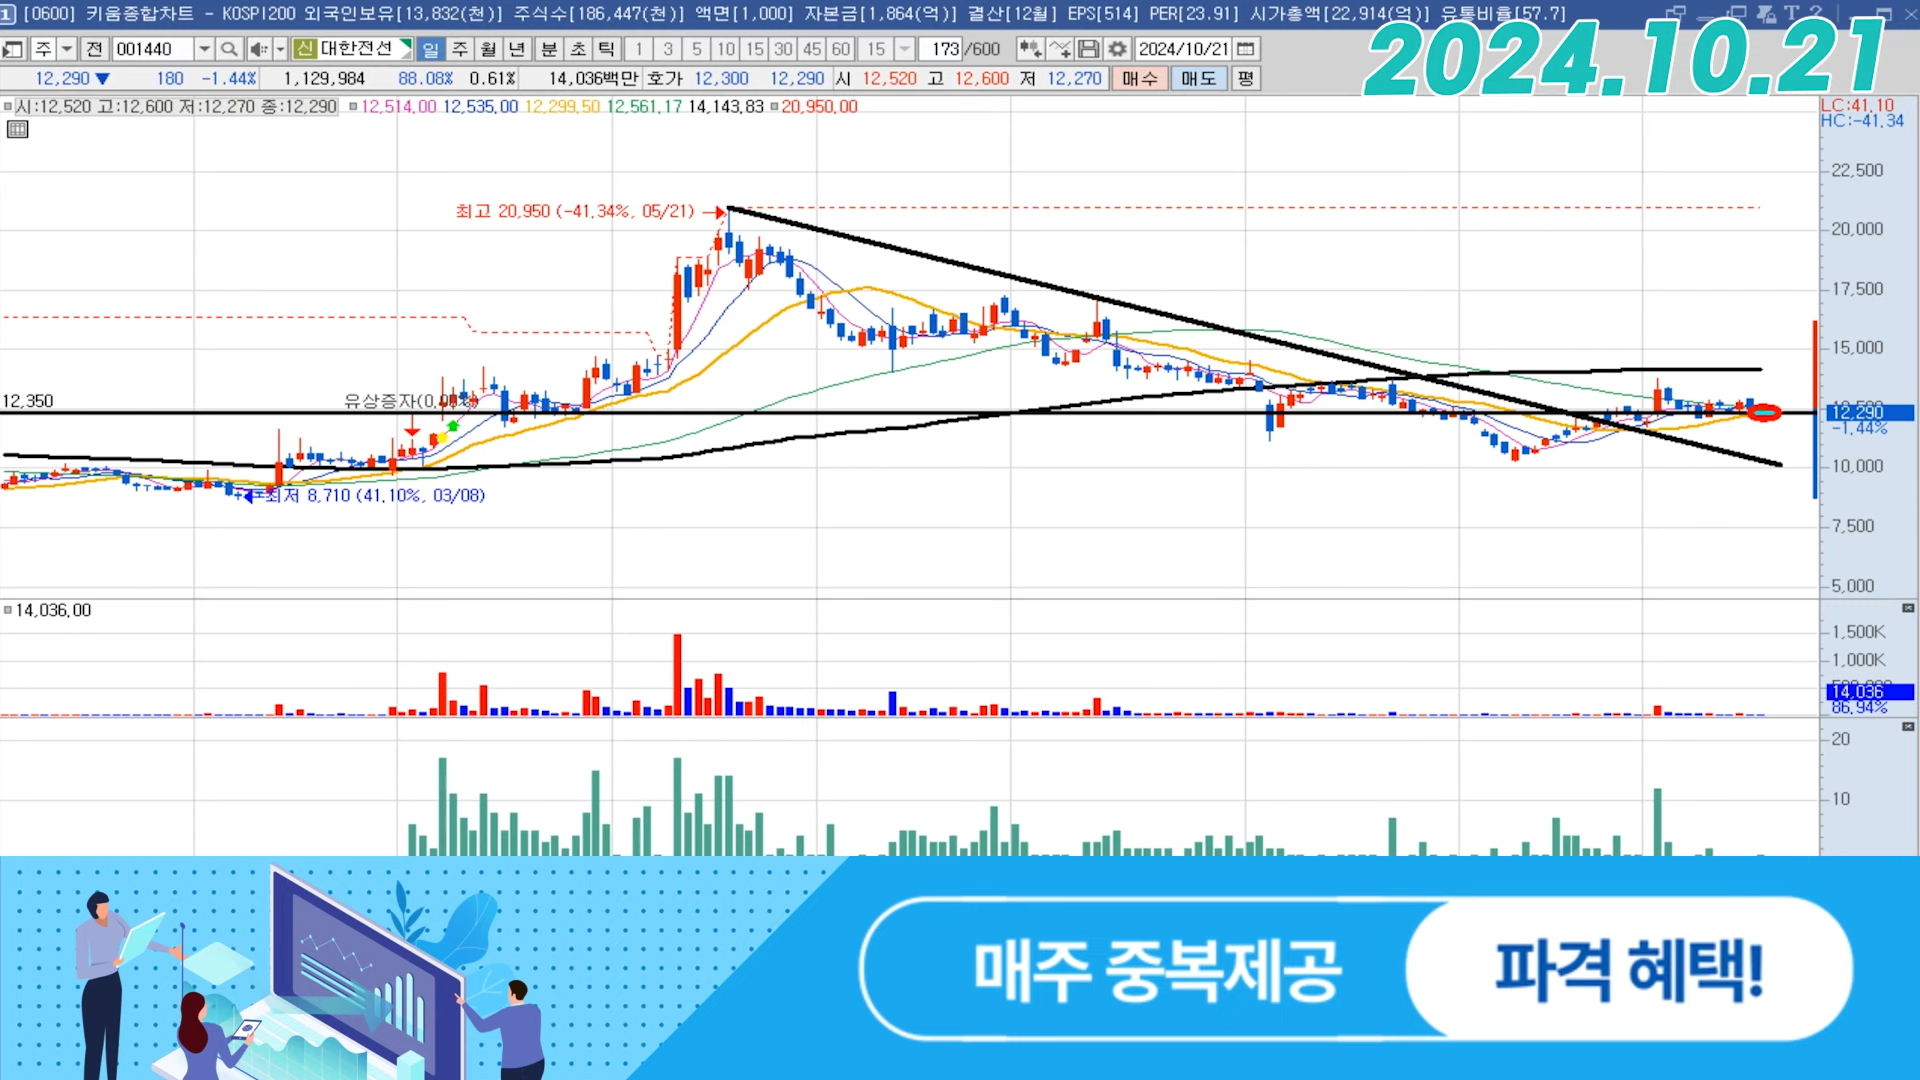 1 [0600] 키움종합차트 - KOSPI200 외국인보유[13,832(천)] 주식수[186,447(천)] 액면[1,000] 자본금[1,864(억)] 결산[12월] EPS[514] PER[23.91] 시가총액[22,914(억)] 유통비율[57.7]
2024.10.21
주 전 001440 신 대한전선 일 주 월 년 분 초 틱 1 3 5 10 15 30 45 60 15 173 /600 2024/10/21
12,290 ▼ 180 -1.44% 1,129,984 88.08% 0.61% 14,036백만 호가 12,300 12,290 시 12,520 고 12,600 저 12,270 매수 매도 평
시:12,520 고:12,600 저:12,270 종:12,290 12,514.00 12,535.00 12,299.50 12,561.17 14,143.83 20,950.00
LC:41.10
HC:-41.34
22,500
최고 20,950 (-41.34%, 05/21)
20,000
17,500
15,000
12,350
12,290
-1.44%
10,000
최저 8,710 (41.10%, 03/08)
7,500
5,000
14,036.00
1,500K
1,000K
14,036
86.94%
20
10
매주 중복제공
파격 혜택!